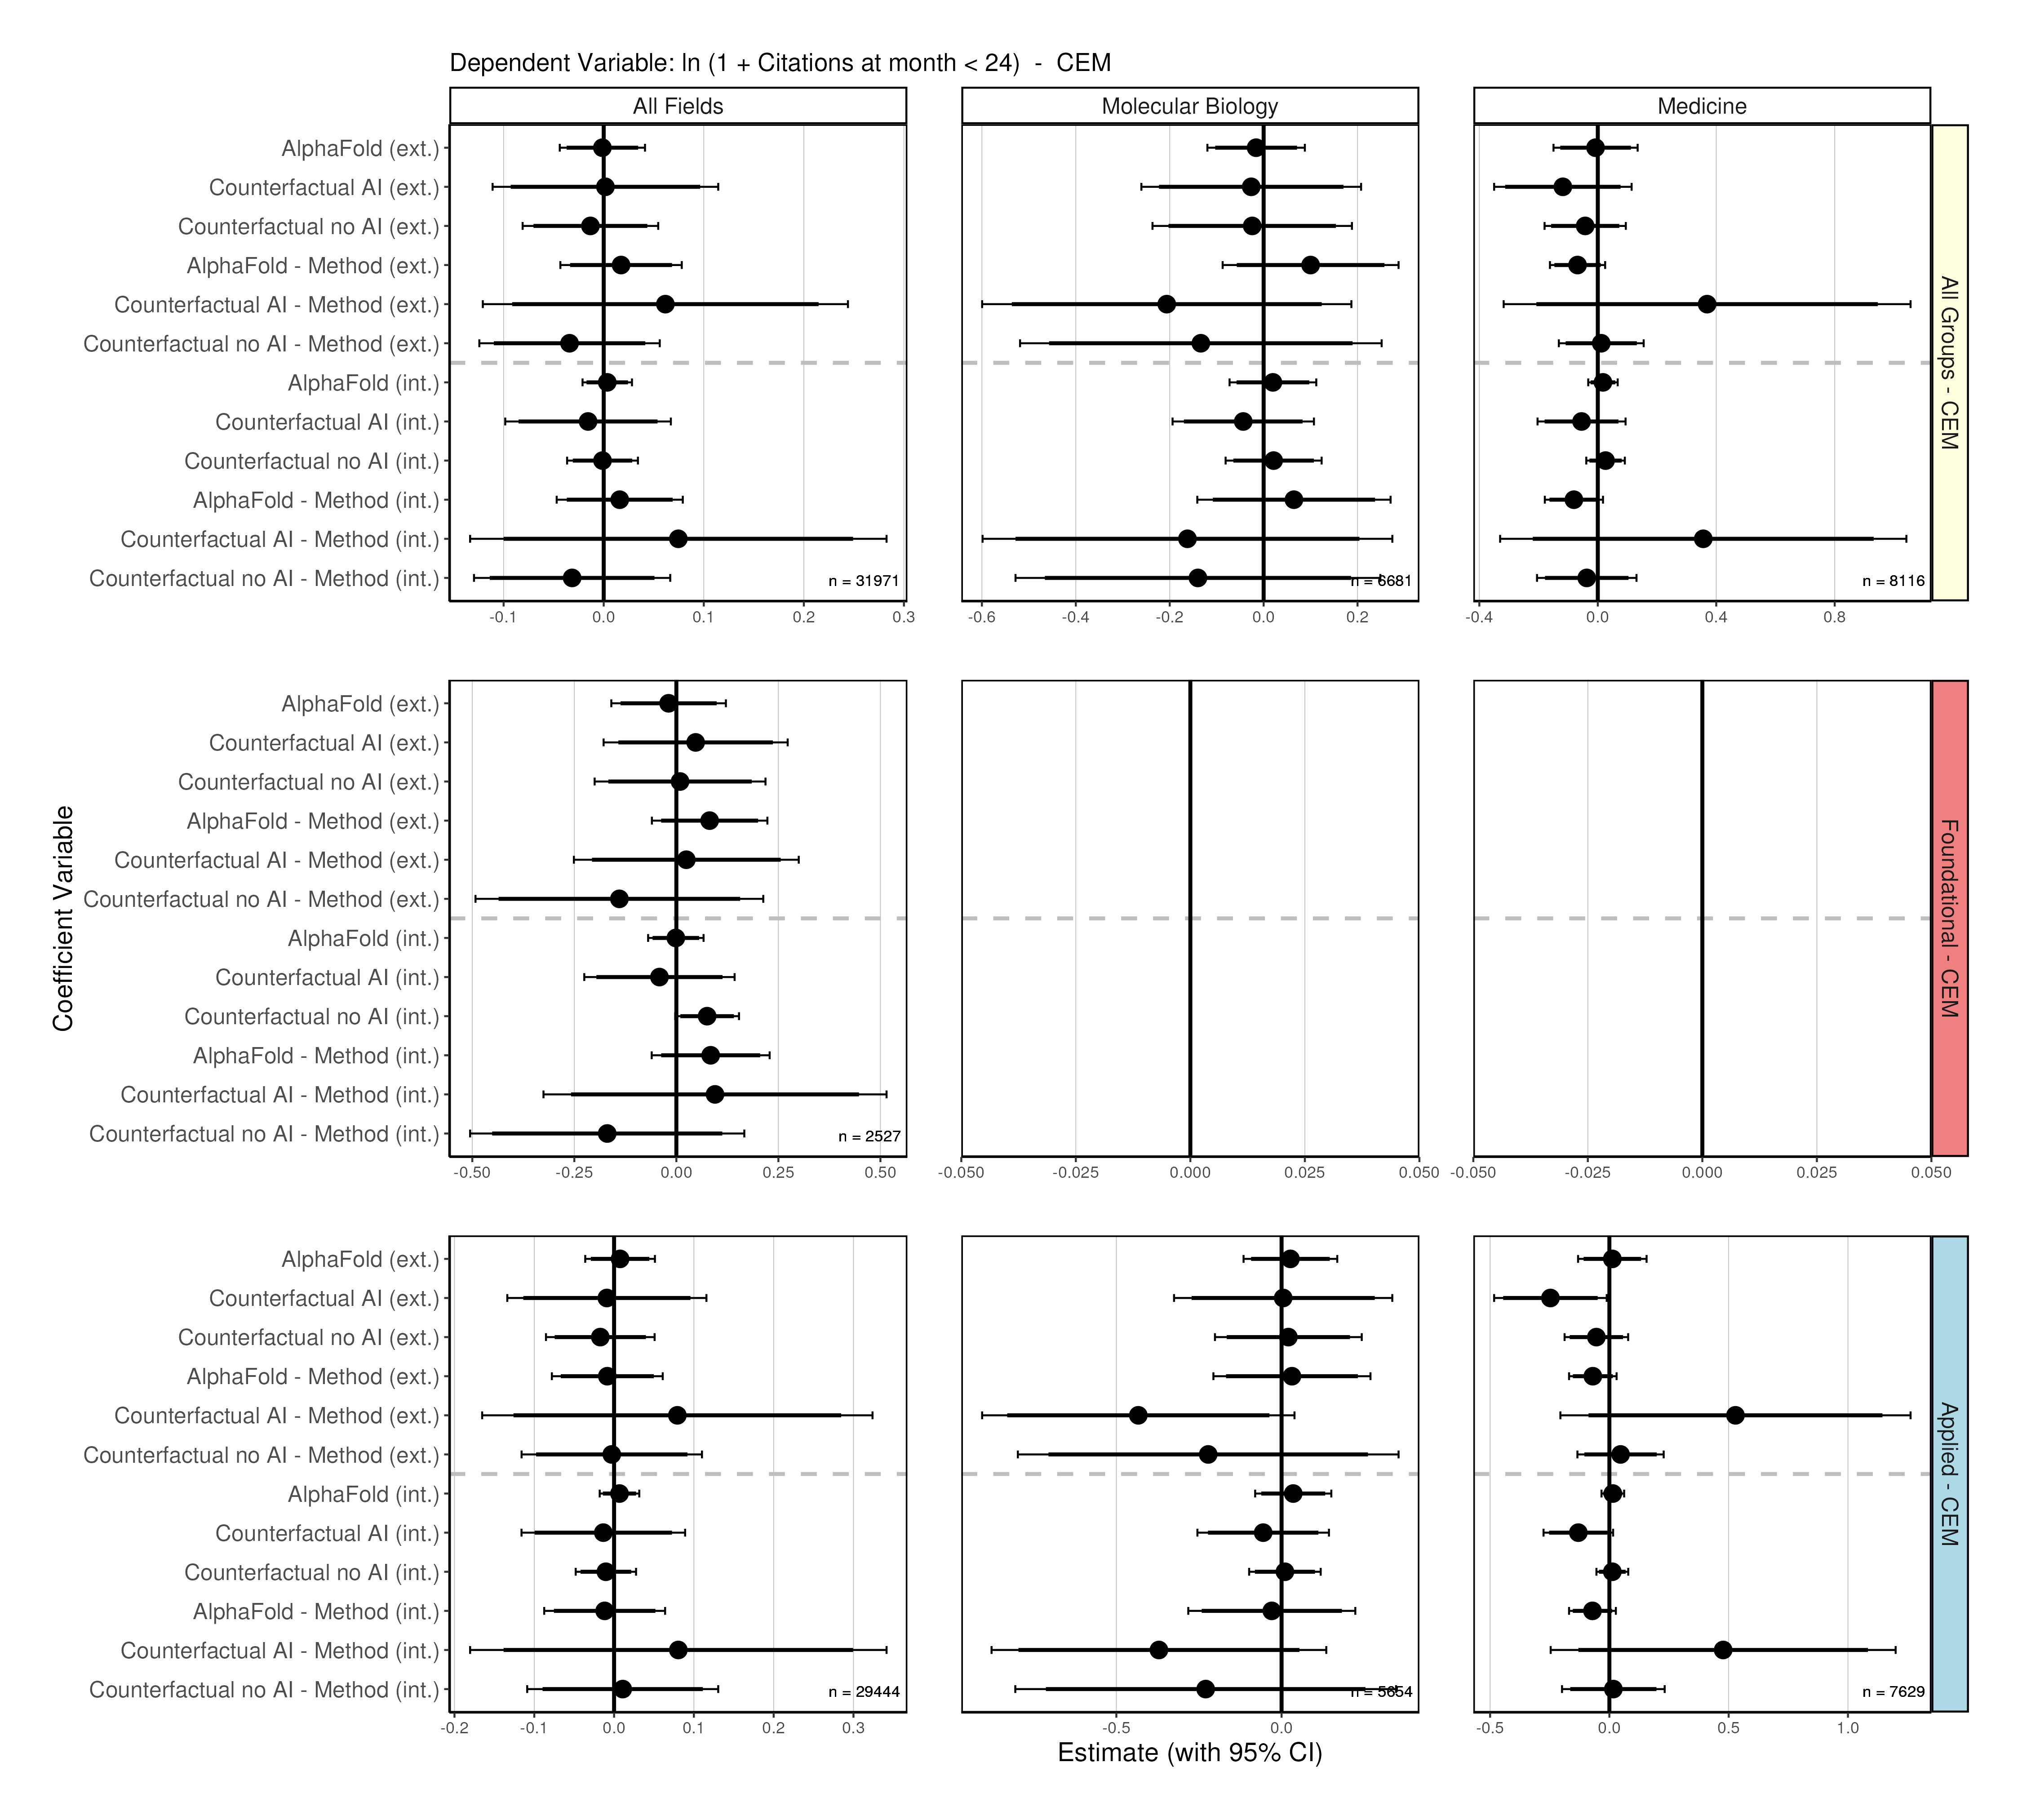 Dependent Variable: ln (1 + Citations at month < 24)  -  CEM
All Fields
Molecular Biology
Medicine
AlphaFold (ext.)
Counterfactual AI (ext.)
Counterfactual no AI (ext.)
AlphaFold - Method (ext.)
Counterfactual AI - Method (ext.)
Counterfactual no AI - Method (ext.)
AlphaFold (int.)
Counterfactual AI (int.)
Counterfactual no AI (int.)
AlphaFold - Method (int.)
Counterfactual AI - Method (int.)
Counterfactual no AI - Method (int.)
n = 31971
n = 6681
n = 8116
All Groups - CEM
-0.1 0.0 0.1 0.2 0.3
-0.6 -0.4 -0.2 0.0 0.2
-0.4 0.0 0.4 0.8
Coefficient Variable
AlphaFold (ext.)
Counterfactual AI (ext.)
Counterfactual no AI (ext.)
AlphaFold - Method (ext.)
Counterfactual AI - Method (ext.)
Counterfactual no AI - Method (ext.)
AlphaFold (int.)
Counterfactual AI (int.)
Counterfactual no AI (int.)
AlphaFold - Method (int.)
Counterfactual AI - Method (int.)
Counterfactual no AI - Method (int.)
n = 2527
Foundational - CEM
-0.50 -0.25 0.00 0.25 0.50
-0.050 -0.025 0.000 0.025 0.050
-0.050 -0.025 0.000 0.025 0.050
AlphaFold (ext.)
Counterfactual AI (ext.)
Counterfactual no AI (ext.)
AlphaFold - Method (ext.)
Counterfactual AI - Method (ext.)
Counterfactual no AI - Method (ext.)
AlphaFold (int.)
Counterfactual AI (int.)
Counterfactual no AI (int.)
AlphaFold - Method (int.)
Counterfactual AI - Method (int.)
Counterfactual no AI - Method (int.)
n = 29444
n = 5654
n = 7629
Applied - CEM
-0.2 -0.1 0.0 0.1 0.2 0.3
-0.5 0.0
-0.5 0.0 0.5 1.0
Estimate (with 95% CI)